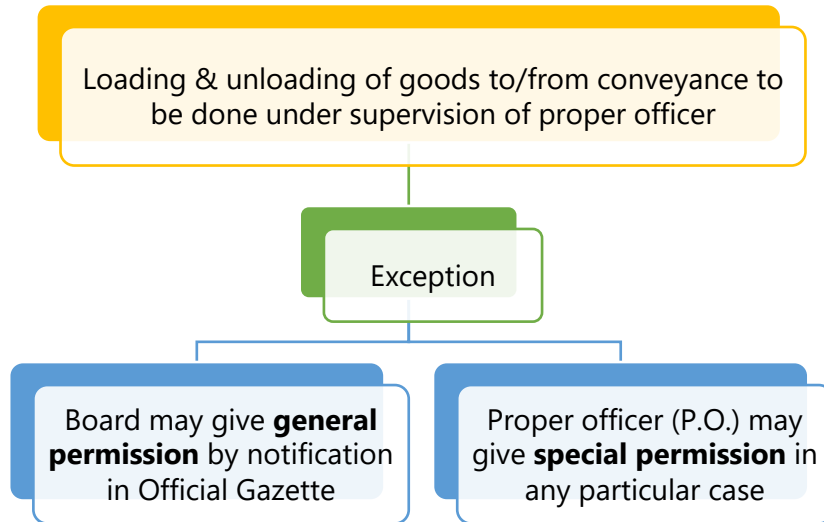 Loading & unloading of goods to/from conveyance to
be done under supervision of proper officer
Exception
Board may give general
permission by notification
in Official Gazette
Proper officer (P.O.) may
give special permission in
any particular case